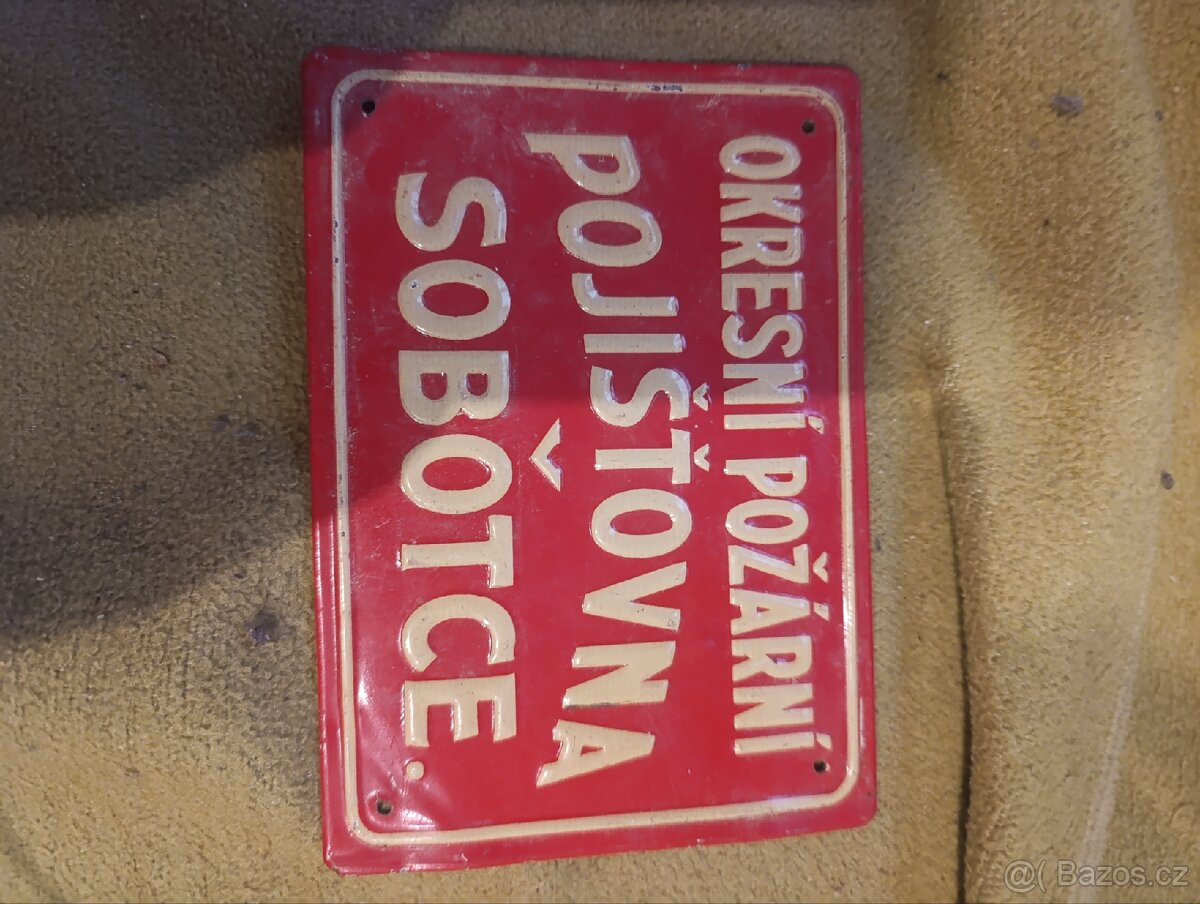 OKRESNÍ POŽÁRNÍ
POJIŠŤOVNA
V
SOBOTCE.
@( Bazos.cz